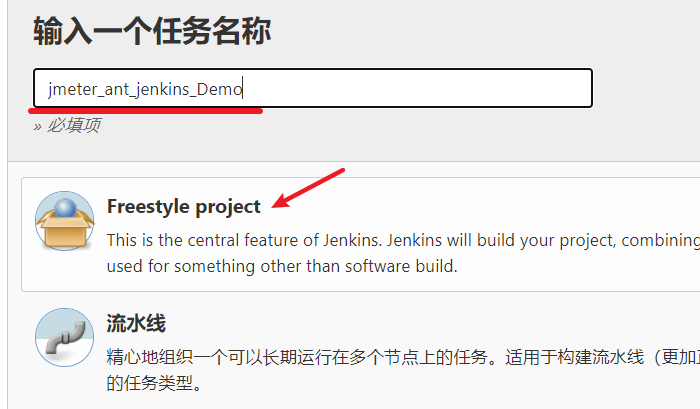 输入一个任务名称
jmeter_ant_jenkins_Demo
» 必填项
Freestyle project
This is the central feature of Jenkins. Jenkins will build your project, combining
used for something other than software build.
流水线
精心地组织一个可以长期运行在多个节点上的任务。适用于构建流水线（更加正
的任务类型。